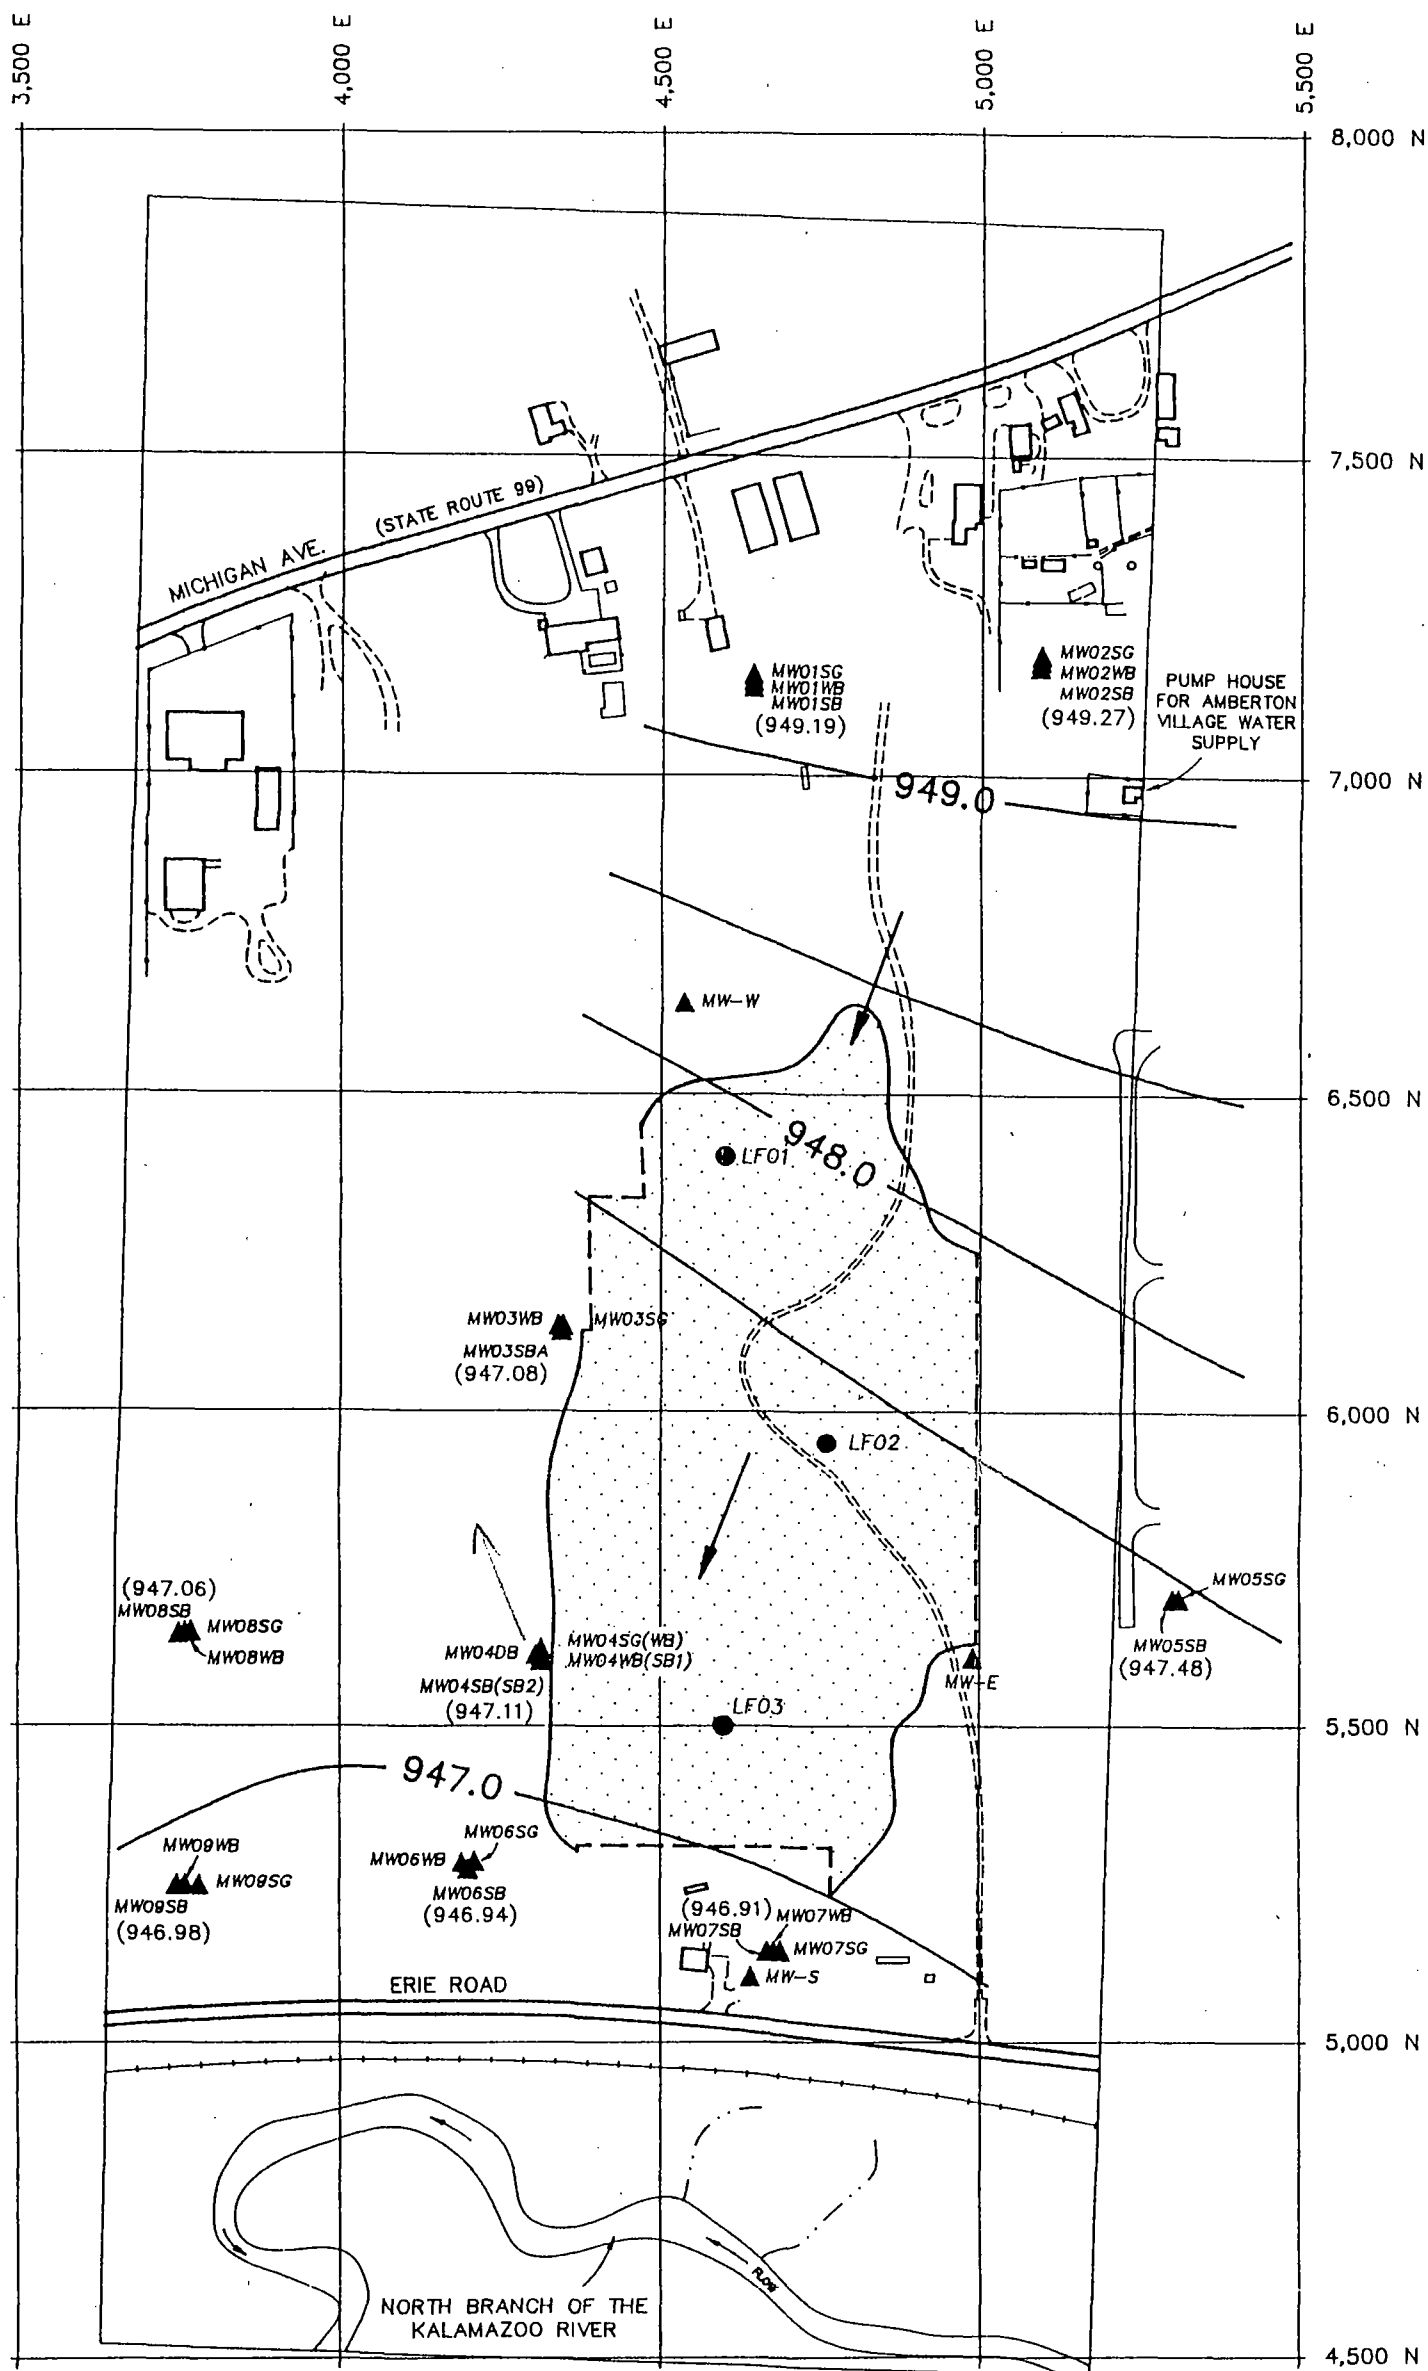 3,500 E
4,000 E
4,500 E
5,000 E
5,500 E
8,000 N
7,500 N
(STATE ROUTE 99)
MICHIGAN AVE.
MW01SG
MW01WB
MW01SB
(949.19)
MW02SG
MW02WB
MW02SB
(949.27)
PUMP HOUSE
FOR AMBERTON
VILLAGE WATER
SUPPLY
7,000 N
949.0
MW-W
6,500 N
948.0
LF01
MW03WB
MW03SG
MW03SBA
(947.08)
6,000 N
LF02
(947.06)
MW08SB
MW08SG
MW08WB
MW04DB
MW04SG(WB)
MW04WB(SB1)
MW04SB(SB2)
(947.11)
MW05SG
MW05SB
(947.48)
MW-E
LF03
5,500 N
947.0
MW09WB
MW09SG
MW09SB
(946.98)
MW06SG
MW06WB
MW06SB
(946.94)
(946.91)
MW07WB
MW07SB
MW07SG
MW-S
ERIE ROAD
5,000 N
FLOW
NORTH BRANCH OF THE
KALAMAZOO RIVER
4,500 N